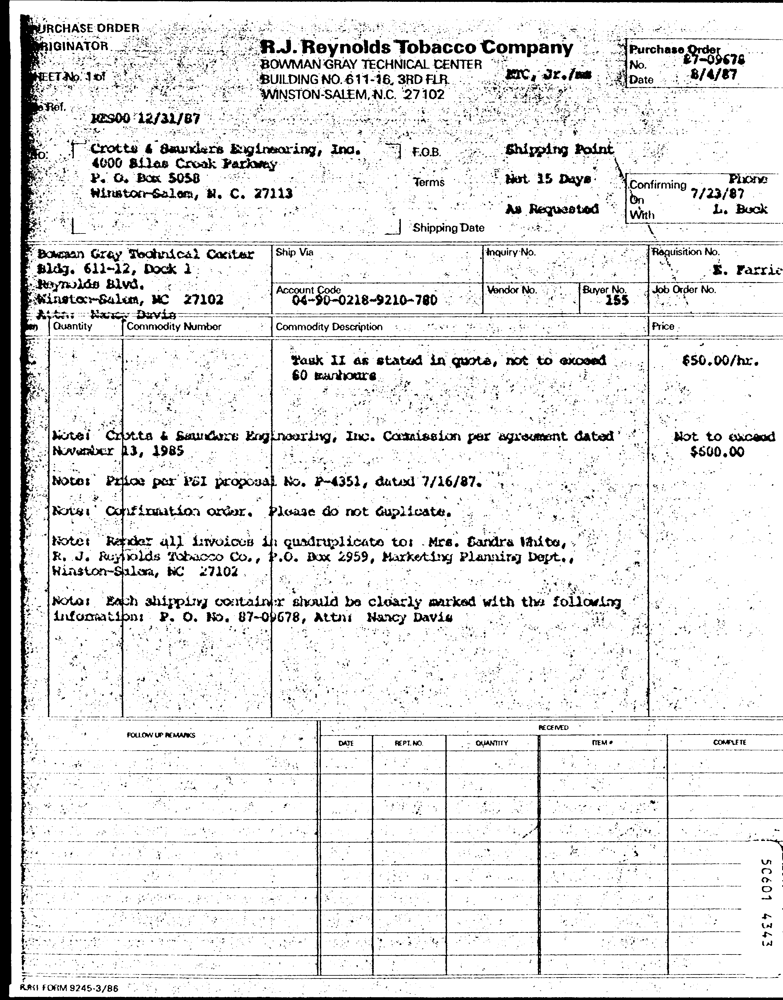 PURCHASE ORDER
ORIGINATOR
R.J. Reynolds Tobacco Company
BOWMAN GRAY TECHNICAL CENTER
BUILDING NO. 611-16, 3RD FLR.
WINSTON-SALEM, N.C. 27102
Jr./
Purchase Order
No. 87-09678
Date 8/4/87
SHEET No. 1 of
Ref.
RES00 12/31/87
Crotts & Saunders Engineering, Inc.
4000 Silas Creek Parkway
P. O. Box 5058
Winston-Salem, N. C. 27113
F.O.B. Shipping Point
Terms Net 15 Days
As Requested
Shipping Date
Confirming Phone
On 7/23/87
With L. Buck
Bowman Gray Technical Center
Bldg. 611-12, Dock 1
Reynolds Blvd.
Winston-Salem, NC 27102
Attn: Nancy Davis
Ship Via
Inquiry No.
Requisition No.
E. Farrie
Account Code
04-90-0218-9210-780
Vendor No.
Buyer No.
155
Job Order No.
Quantity
Commodity Number
Commodity Description
Price
Task II as stated in quote, not to exceed
$50.00/hr.
manhours
Note: Crotts & Saunders Engineering, Inc. Commission per agreement dated
November 13, 1985
Not to exceed
$600.00
Note: Price per PSI proposal No. P-4351, dated 7/16/87.
Note: Confirmation order. Please do not duplicate.
Note: Render all invoices in quadruplicate to: Mrs. Sandra White,
R. J. Reynolds Tobacco Co., P.O. Box 2959, Marketing Planning Dept.,
Winston-Salem, NC 27102
Note: Each shipping container should be clearly marked with the following
information: P. O. No. 87-09678, Attn: Nancy Davis
FOLLOW UP REMARKS
RECEIVED
DATE
REPT. NO.
QUANTITY
ITEM #
COMPLETE
50601 4343
RJRT FORM 9245-3/86